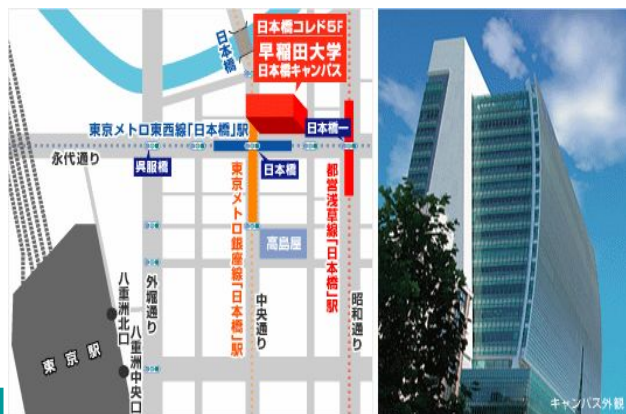 日本橋コレド5F
早稲田大学
日本橋キャンパス
日本橋
東京メトロ東西線「日本橋」駅
日本橋一
永代通り
呉服橋
日本橋
東京メトロ銀座線「日本橋」駅
都営浅草線「日本橋」駅
高島屋
八重洲北口
外堀通り
中央通り
昭和通り
東京駅
八重洲中央口
キャンパス外観